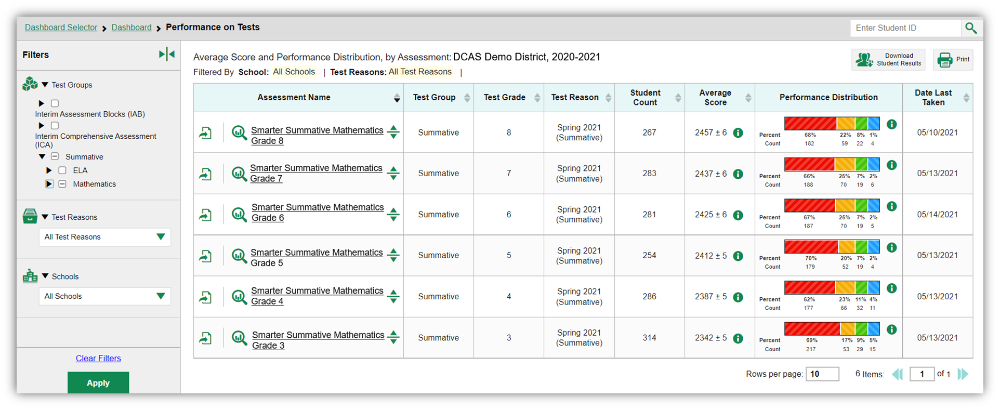 Dashboard Selector > Dashboard > Performance on Tests
Enter Student ID
Filters
Test Groups
Interim Assessment Blocks (IAB)
Interim Comprehensive Assessment
(ICA)
Summative
ELA
Mathematics
Test Reasons
All Test Reasons
Schools
All Schools
Clear Filters
Apply
Average Score and Performance Distribution, by Assessment: DCAS Demo District, 2020-2021
Filtered By School: All Schools | Test Reasons: All Test Reasons |
Download
Student Results
Print
Assessment Name Test Group Test Grade Test Reason Student Count Average Score Performance Distribution Date Last Taken
Smarter Summative Mathematics
Grade 8
Summative 8 Spring 2021 (Summative) 267 2457 ± 6
Percent 68% 22% 8% 1%
Count 182 59 22 4
05/10/2021
Smarter Summative Mathematics
Grade 7
Summative 7 Spring 2021 (Summative) 283 2437 ± 6
Percent 66% 25% 7% 2%
Count 188 70 19 6
05/13/2021
Smarter Summative Mathematics
Grade 6
Summative 6 Spring 2021 (Summative) 281 2425 ± 6
Percent 67% 25% 7% 2%
Count 187 70 19 5
05/14/2021
Smarter Summative Mathematics
Grade 5
Summative 5 Spring 2021 (Summative) 254 2412 ± 5
Percent 70% 20% 7% 2%
Count 179 52 19 4
05/13/2021
Smarter Summative Mathematics
Grade 4
Summative 4 Spring 2021 (Summative) 286 2387 ± 5
Percent 62% 23% 11% 4%
Count 177 66 32 11
05/13/2021
Smarter Summative Mathematics
Grade 3
Summative 3 Spring 2021 (Summative) 314 2342 ± 5
Percent 69% 17% 9% 5%
Count 217 53 29 15
05/13/2021
Rows per page: 10 6 Items: 1 of 1